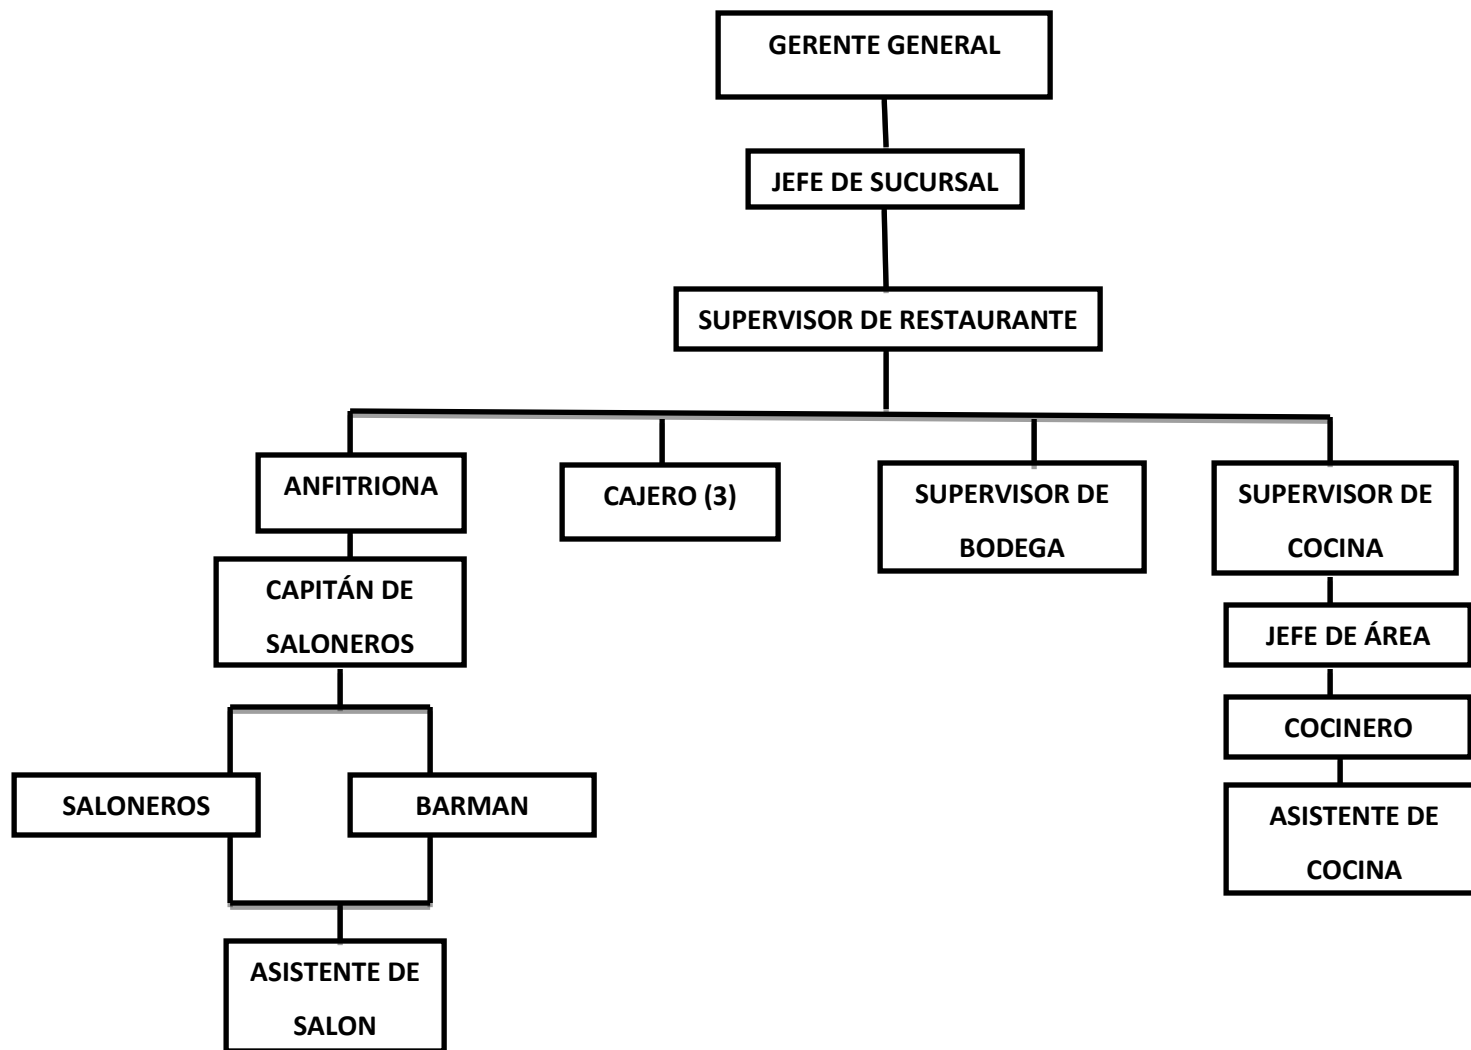 GERENTE GENERAL
JEFE DE SUCURSAL
SUPERVISOR DE RESTAURANTE
ANFITRIONA
CAJERO (3)
SUPERVISOR DE
BODEGA
SUPERVISOR DE
COCINA
CAPITÁN DE
SALONEROS
JEFE DE ÁREA
COCINERO
SALONEROS
BARMAN
ASISTENTE DE
COCINA
ASISTENTE DE
SALON